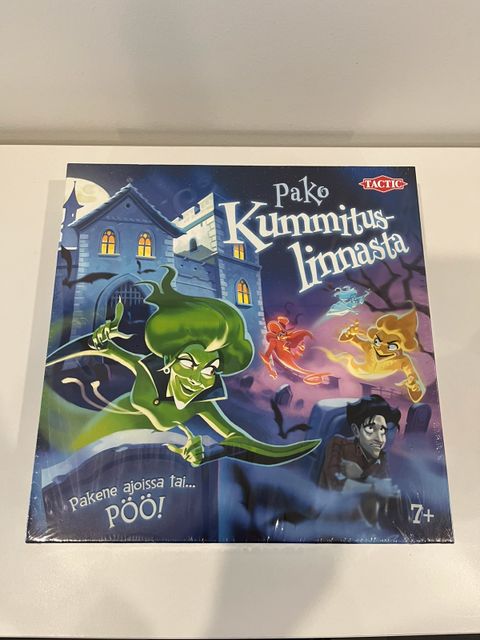 TACTIC
Pako
Kummitus-
linnasta
Pakene ajoissa tai...
PÖÖ!
7+